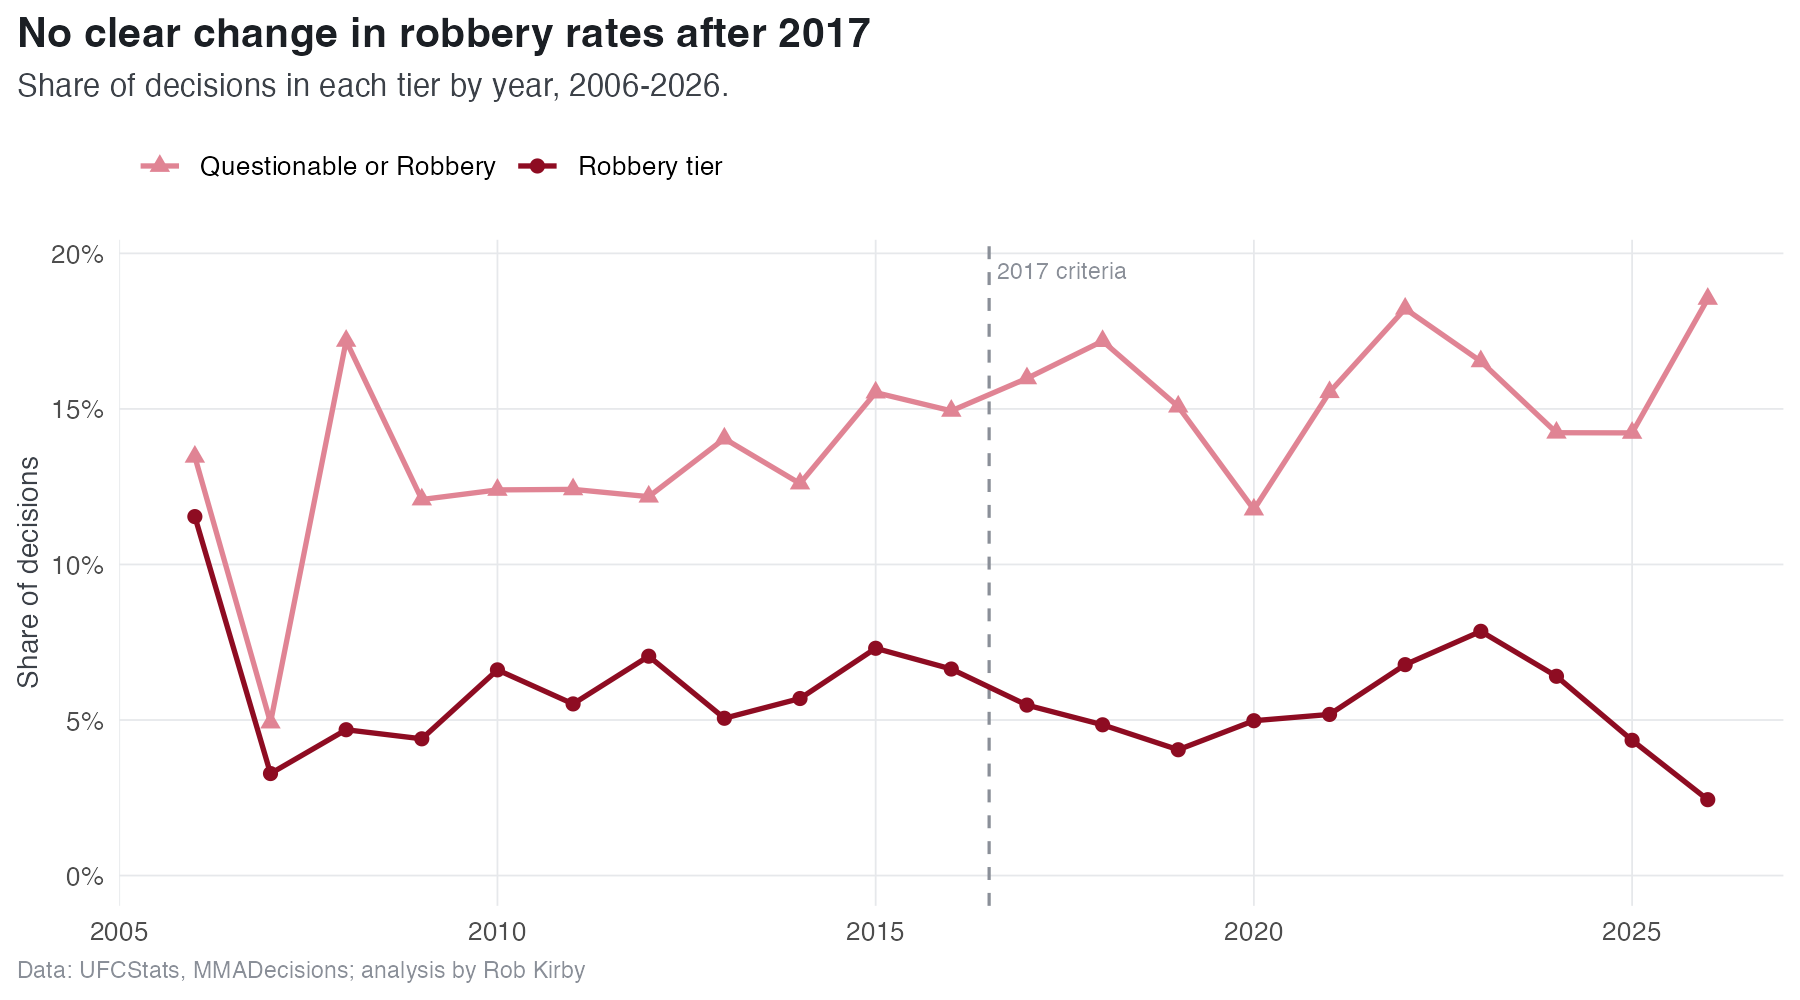 No clear change in robbery rates after 2017
Share of decisions in each tier by year, 2006-2026.
Questionable or Robbery
Robbery tier
20%
2017 criteria
15%
10%
5%
0%
Share of decisions
2005
2010
2015
2020
2025
Data: UFCStats, MMADecisions; analysis by Rob Kirby